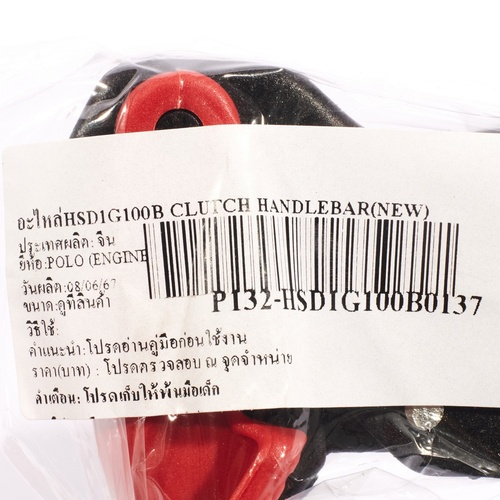 อะไหล่HSD1G100B CLUTCH HANDLEBAR(NEW)
ประเทศผลิต: จีน
ยี่ห้อ:POLO (ENGINE
วันผลิต:08/06/67
ขนาด:ดูที่สินค้า
P132-HSD1G100B0137
วิธีใช้:
คำแนะนำ:โปรดอ่านคู่มือก่อนใช้งาน
ราคา(บาท) : โปรดตรวจสอบ ณ จุดจำหน่าย
คำเตือน:โปรดเก็บให้พ้นมือเด็ก